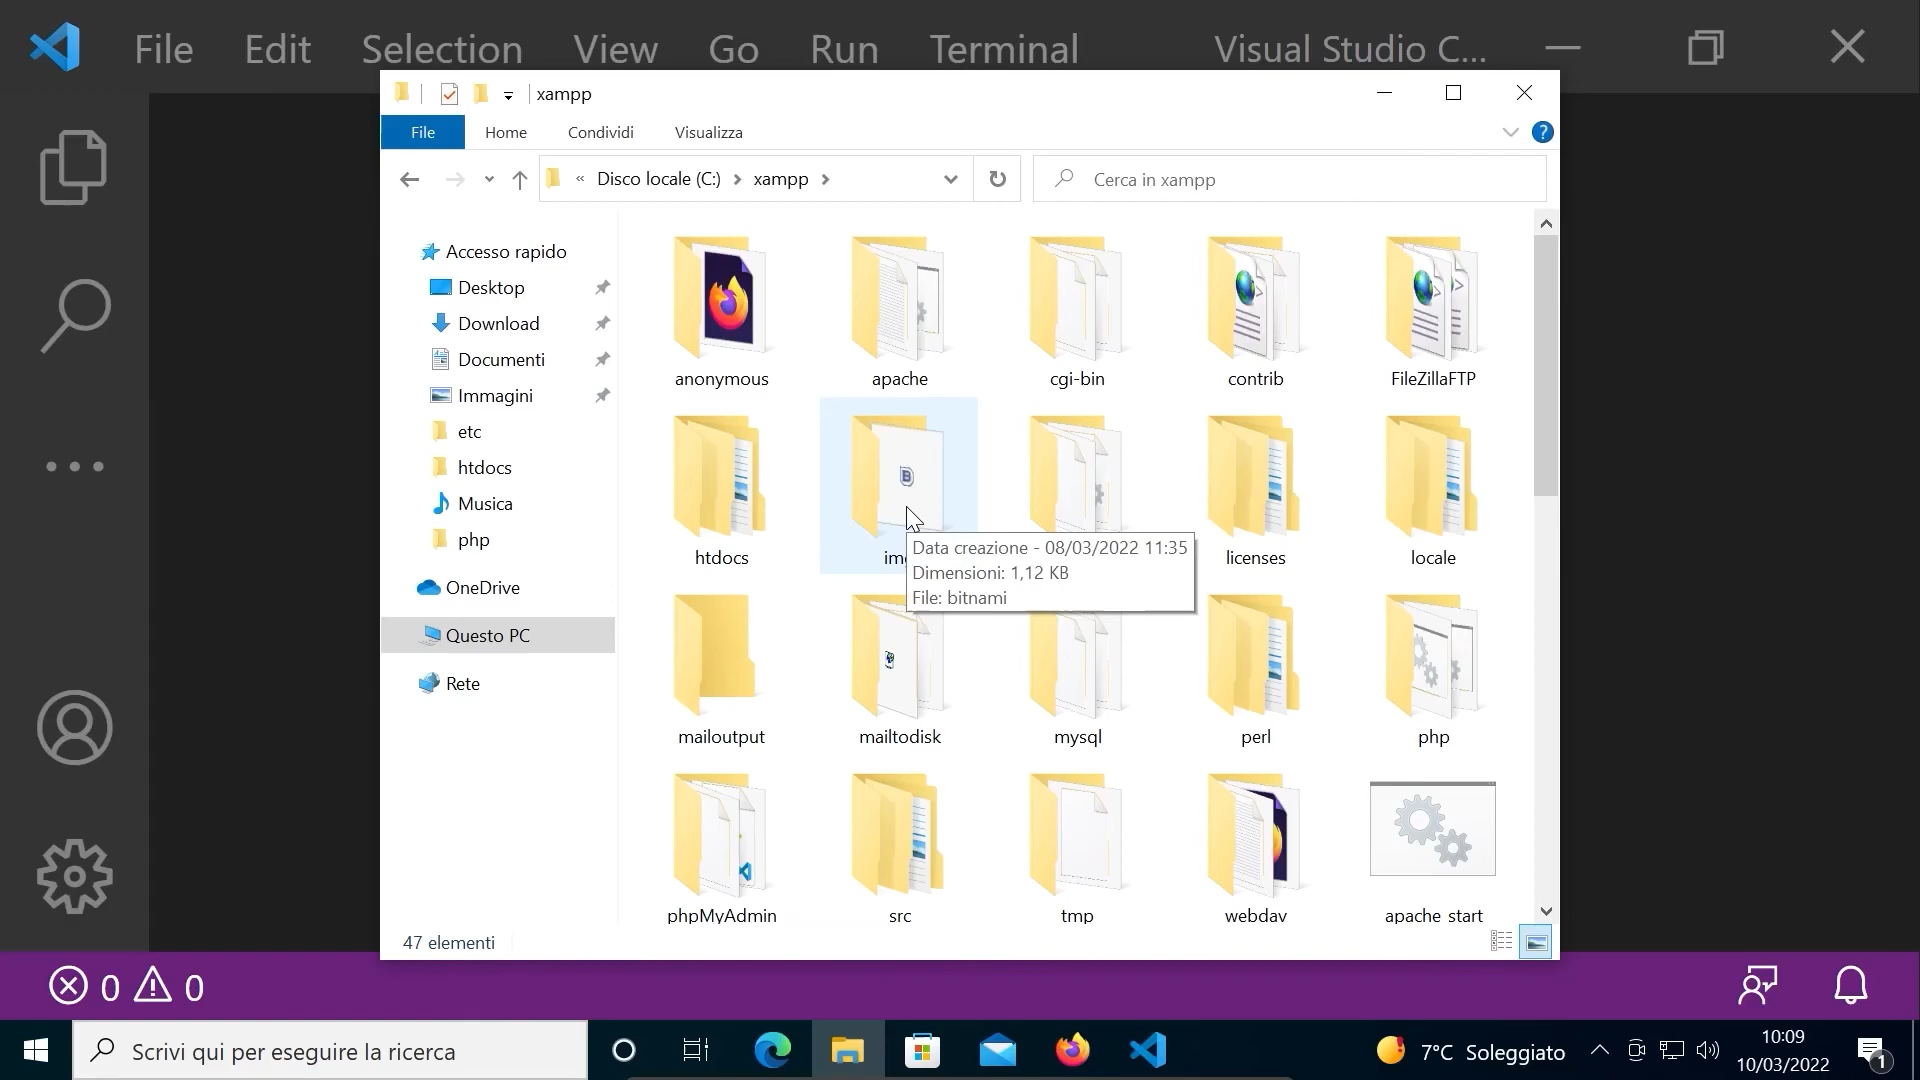 File Edit Selection View Go Run Terminal Visual Studio C...
xampp
File Home Condividi Visualizza
« Disco locale (C:) xampp
Cerca in xampp
Accesso rapido
Desktop
Download
Documenti
Immagini
etc
htdocs
Musica
php
OneDrive
Questo PC
Rete
anonymous apache cgi-bin contrib FileZillaFTP
htdocs licenses locale
Data creazione - 08/03/2022 11:35
Dimensioni: 1,12 KB
File: bitnami
mailoutput mailtodisk mysql perl php
phpMyAdmin src tmp webdav apache_start
47 elementi
0 0
Scrivi qui per eseguire la ricerca
7°C Soleggiato
10:09
10/03/2022
1